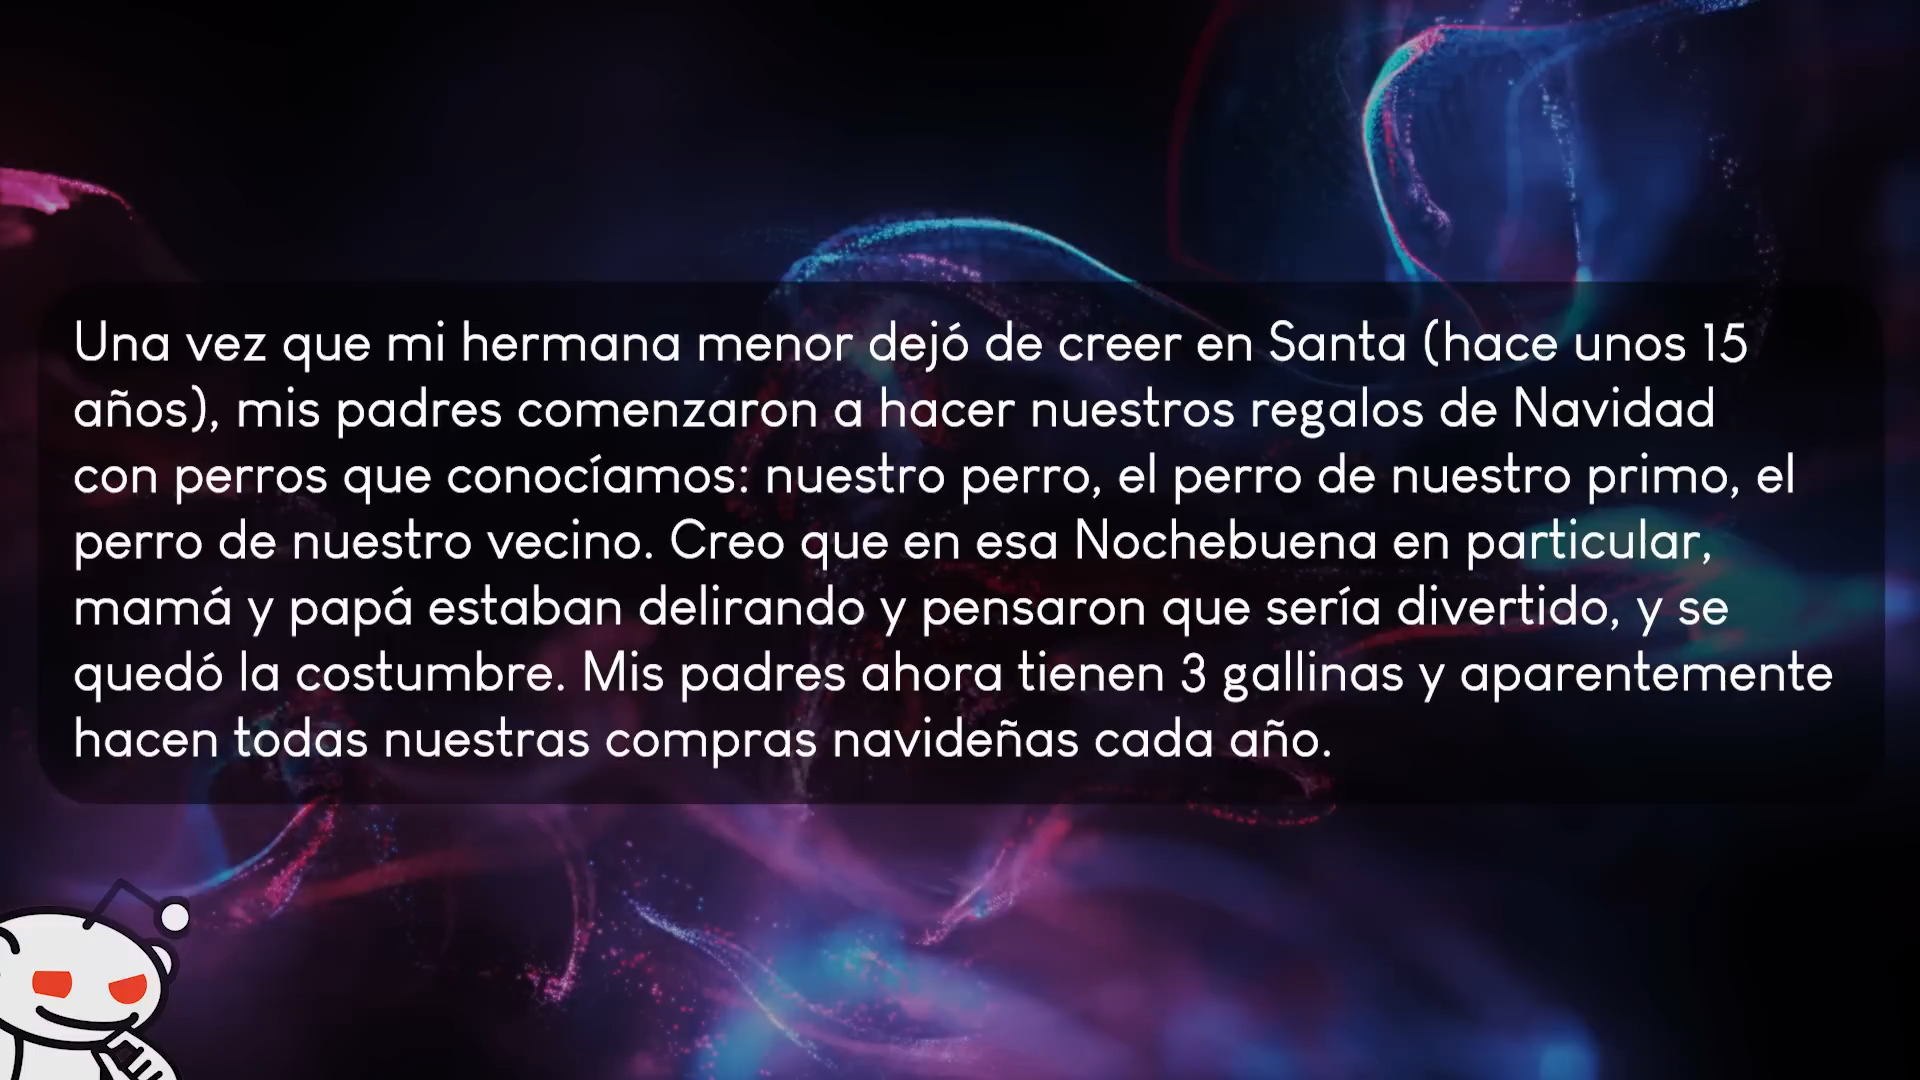 Una vez que mi hermana menor dejó de creer en Santa (hace unos 15
años), mis padres comenzaron a hacer nuestros regalos de Navidad
con perros que conocíamos: nuestro perro, el perro de nuestro primo, el
perro de nuestro vecino. Creo que en esa Nochebuena en particular,
mamá y papá estaban delirando y pensaron que sería divertido, y se
quedó la costumbre. Mis padres ahora tienen 3 gallinas y aparentemente
hacen todas nuestras compras navideñas cada año.